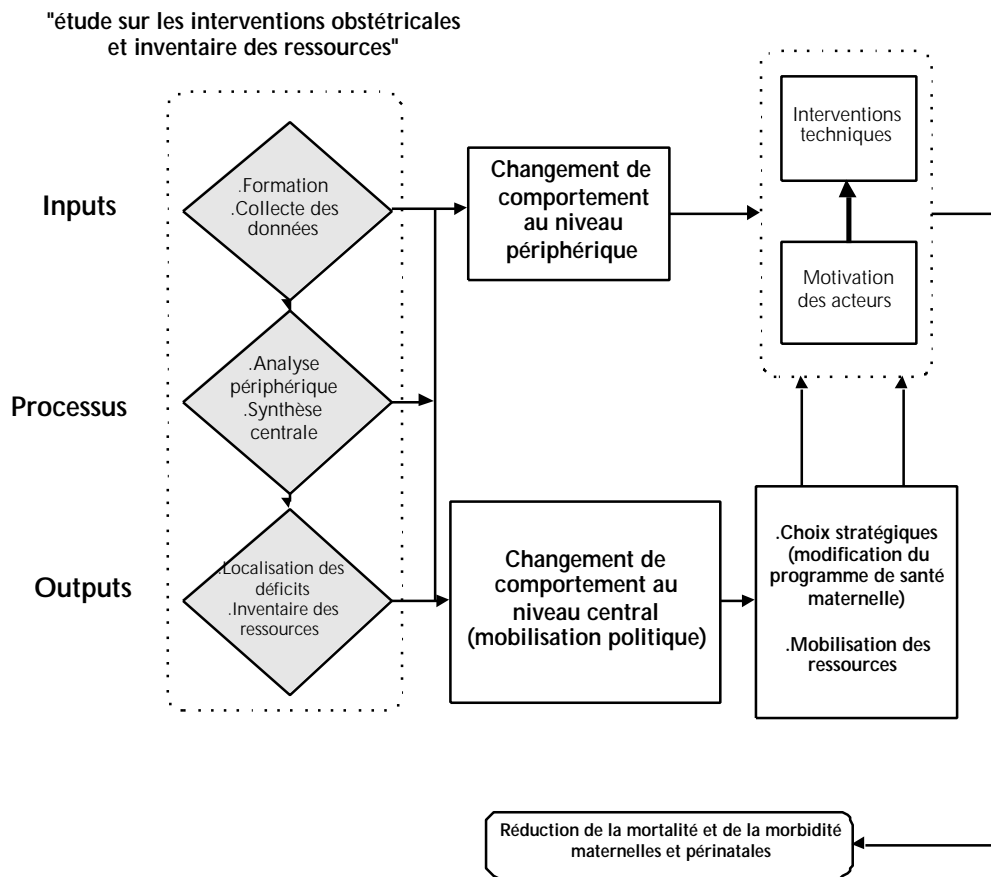 "étude sur les interventions obstétricales
et inventaire des ressources"
Inputs
.Formation
.Collecte des
données
Changement de
comportement
au niveau
périphérique
Interventions
techniques
Motivation
des acteurs
Processus
.Analyse
périphérique
.Synthèse
centrale
Outputs
.Localisation des
déficits
.Inventaire des
ressources
Changement de
comportement au
niveau central
(mobilisation politique)
.Choix stratégiques
(modification du
programme de santé
maternelle)
.Mobilisation des
ressources
Réduction de la mortalité et de la morbidité
maternelles et périnatales